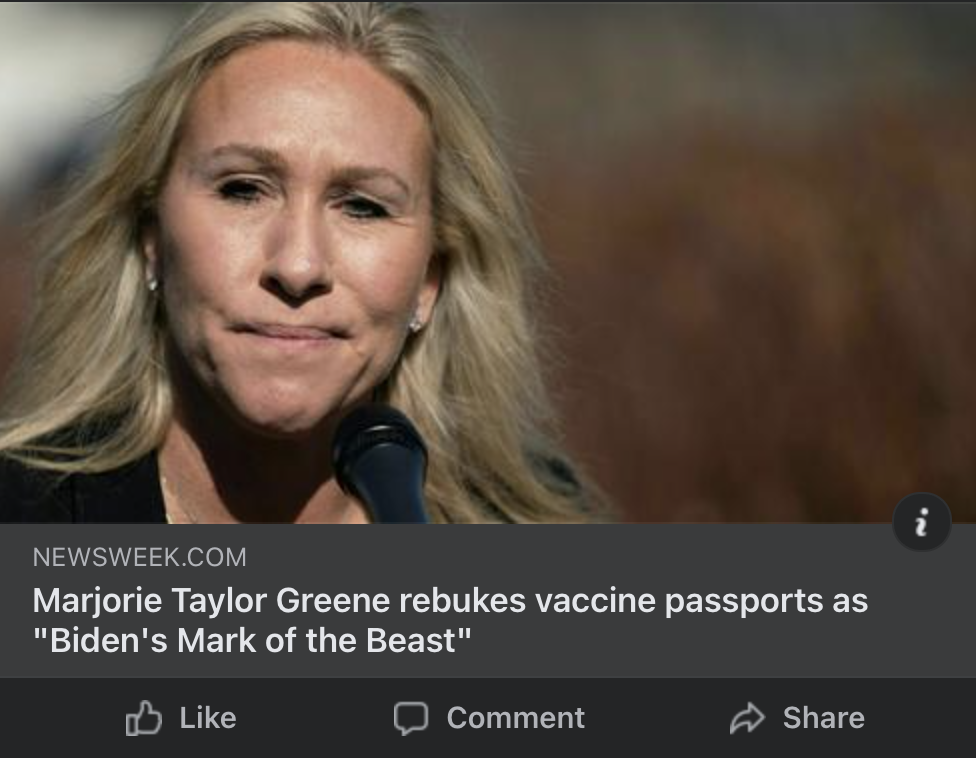 NEWSWEEK.COM
Marjorie Taylor Greene rebukes vaccine passports as
"Biden's Mark of the Beast"
Like Comment Share